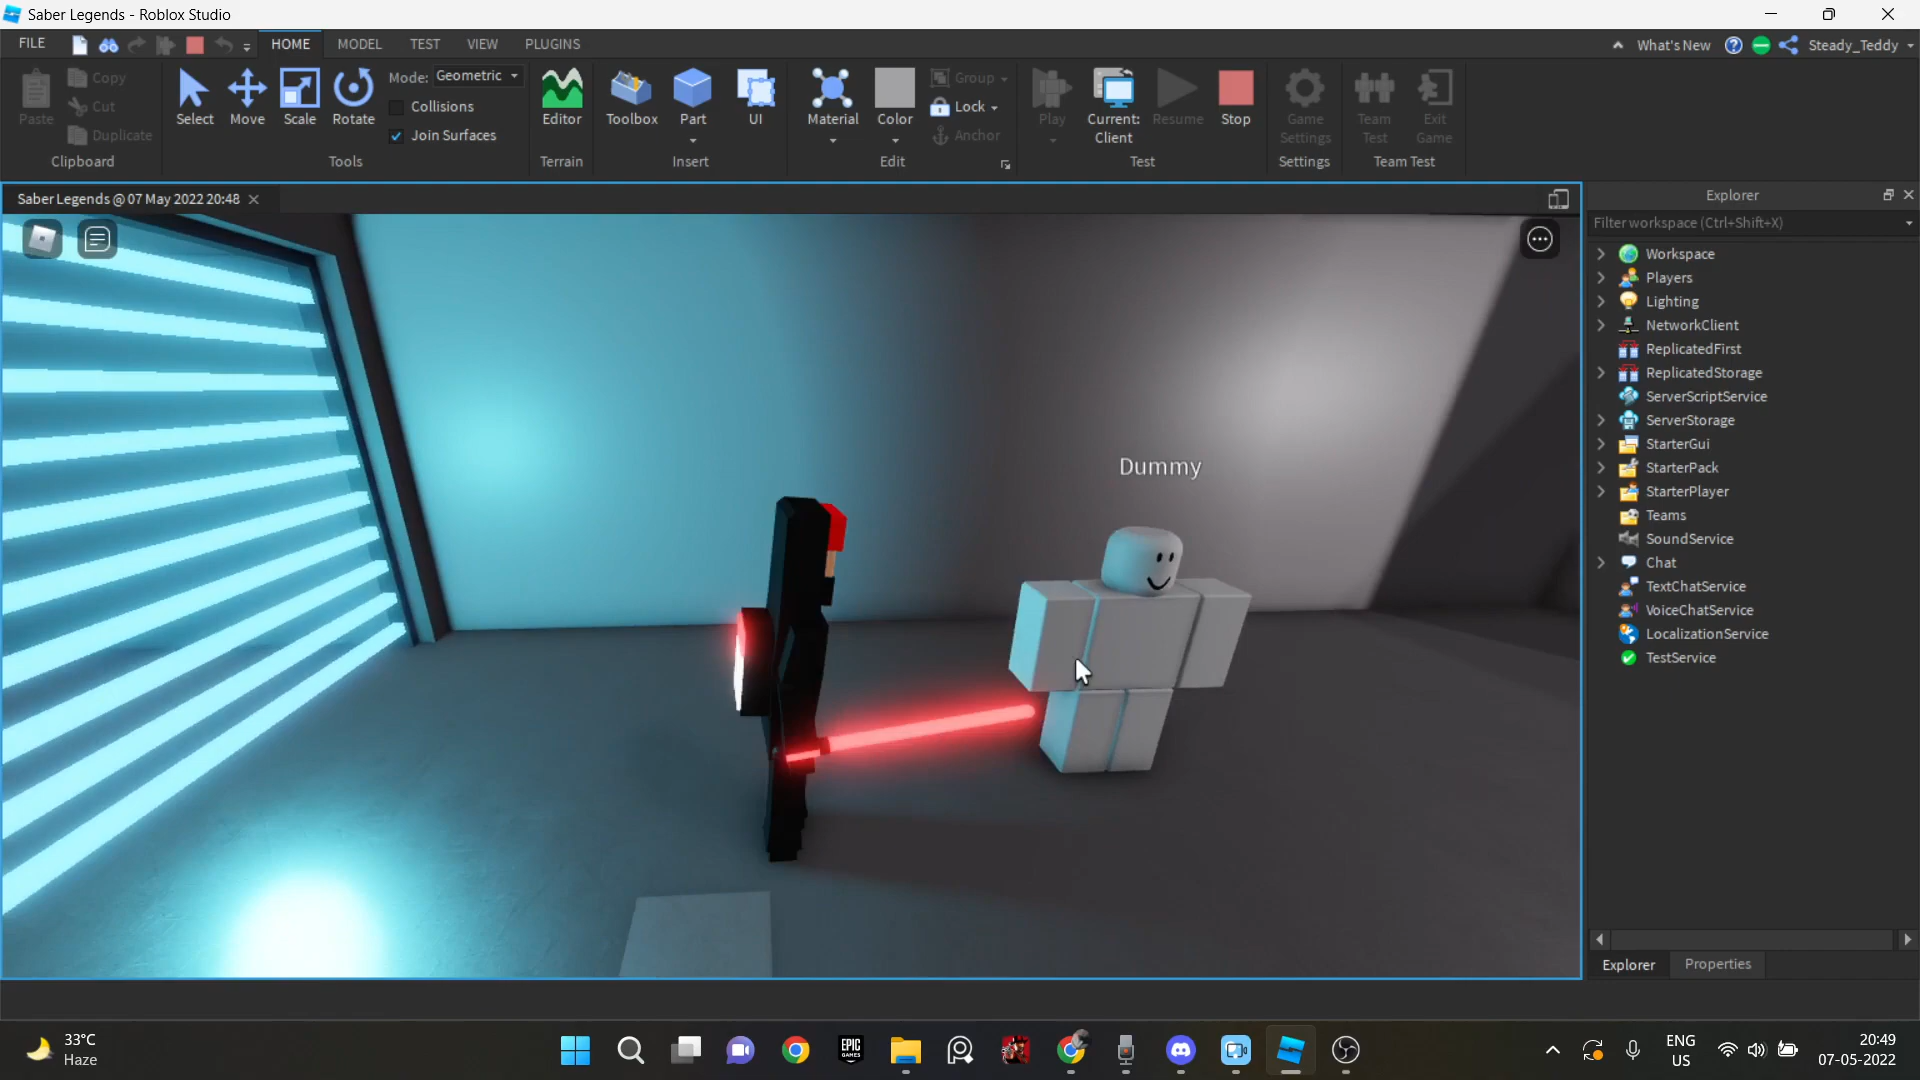 Saber Legends - Roblox Studio
FILE
HOME
MODEL
TEST
VIEW
PLUGINS
What's New
Steady_Teddy
Paste
Copy
Cut
Duplicate
Clipboard
Select
Move
Scale
Rotate
Mode:
Geometric
Collisions
Join Surfaces
Tools
Editor
Terrain
Toolbox
Part
UI
Insert
Material
Color
Group
Lock
Anchor
Edit
Play
Current:
Client
Resume
Stop
Test
Game
Settings
Settings
Team
Test
Exit
Game
Team Test
Saber Legends @ 07 May 2022 20:48
Dummy
Explorer
Filter workspace (Ctrl+Shift+X)
Workspace
Players
Lighting
NetworkClient
ReplicatedFirst
ReplicatedStorage
ServerScriptService
ServerStorage
StarterGui
StarterPack
StarterPlayer
Teams
SoundService
Chat
TextChatService
VoiceChatService
LocalizationService
TestService
Explorer
Properties
33°C
Haze
EPIC
GAMES
ENG
US
20:49
07-05-2022